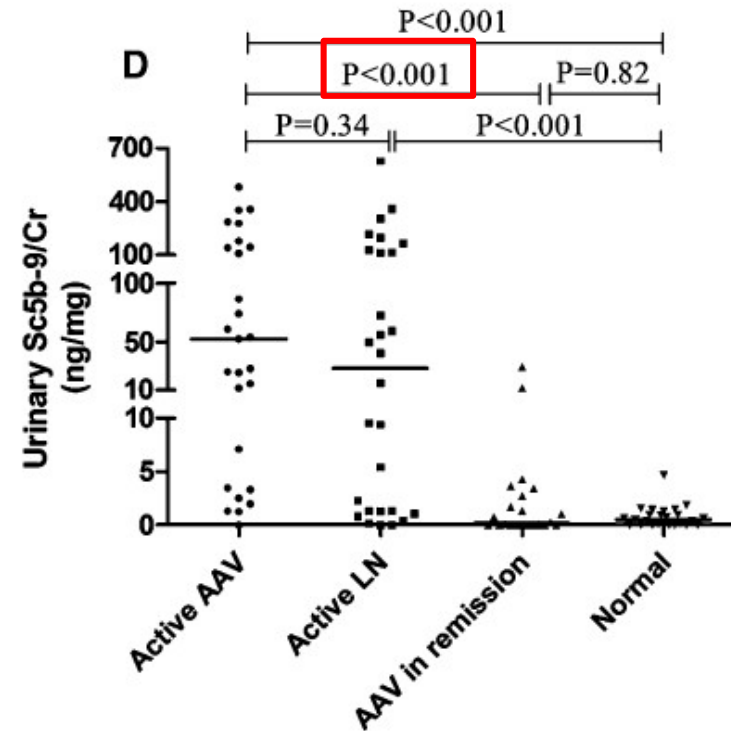 P<0.001
D
P<0.001 P=0.82
P=0.34 P<0.001
700
400
100
100
50
10
10
5
0
Urinary Sc5b-9/Cr
(ng/mg)
Active AAV
Active LN
AAV in remission
Normal